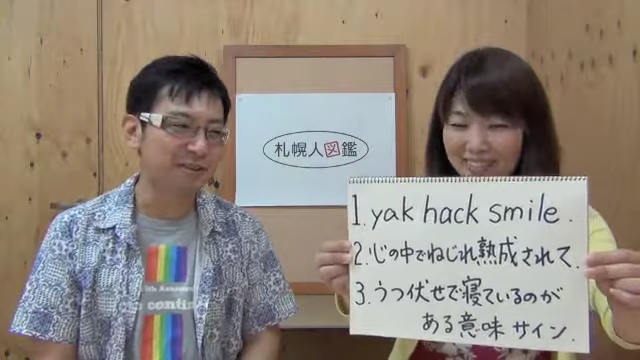 札幌人図鑑
1. yak hack smile.
2. 心の中でねじれ熟成されて.
3. うつ伏せで寝ているのが
ある意味サイン.